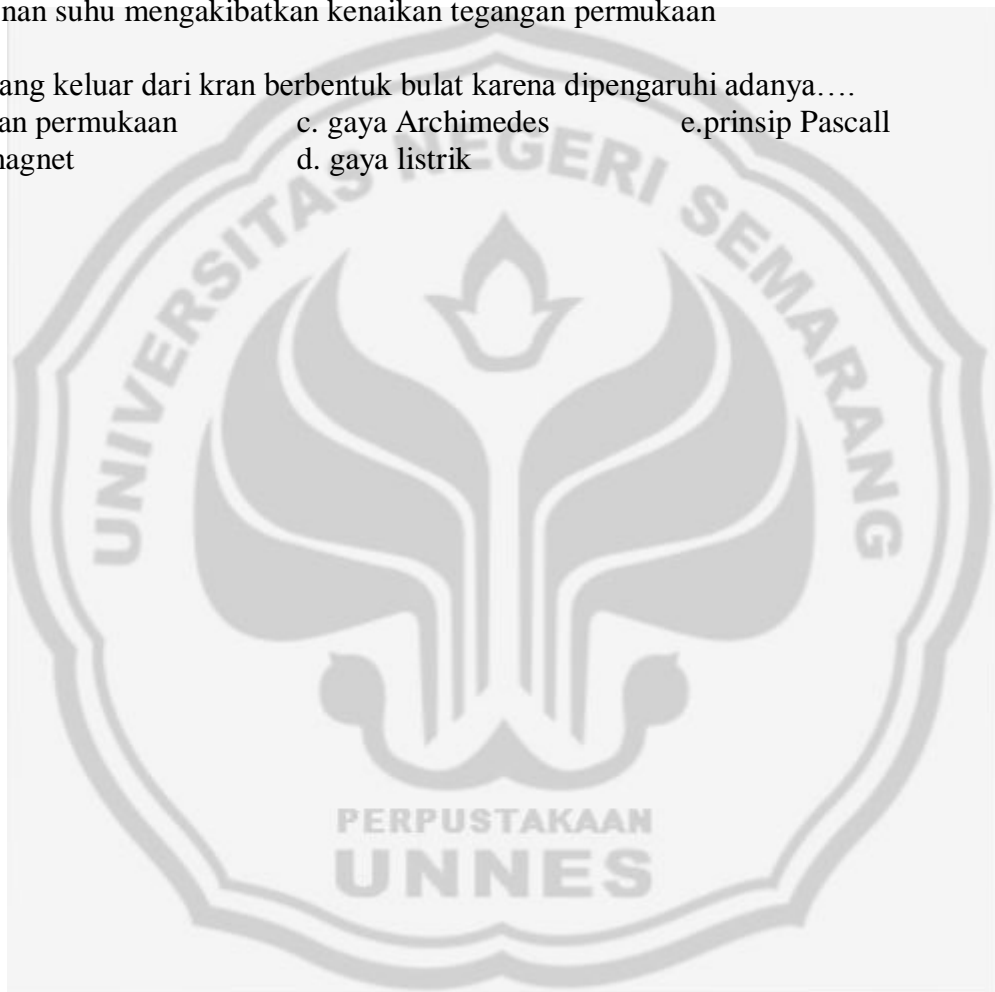 nan suhu mengakibatkan kenaikan tegangan permukaan
ang keluar dari kran berbentuk bulat karena dipengaruhi adanya….
an permukaan c. gaya Archimedes e.prinsip Pascall
nagnet d. gaya listrik
UNIVERSITAS NEGERI SEMARANG
PERPUSTAKAAN
UNNES